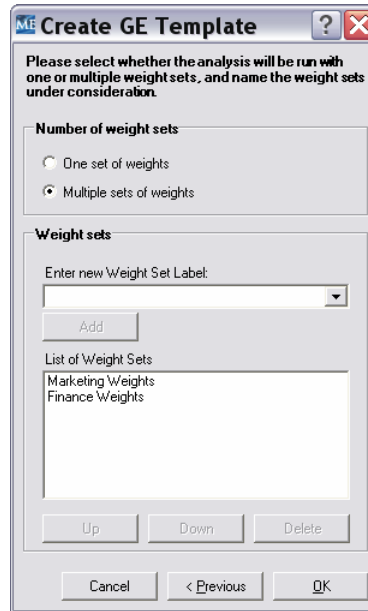 ME Create GE Template
Please select whether the analysis will be run with
one or multiple weight sets, and name the weight sets
under consideration.
Number of weight sets
One set of weights
Multiple sets of weights
Weight sets
Enter new Weight Set Label:
Add
List of Weight Sets
Marketing Weights
Finance Weights
Up Down Delete
Cancel < Previous OK